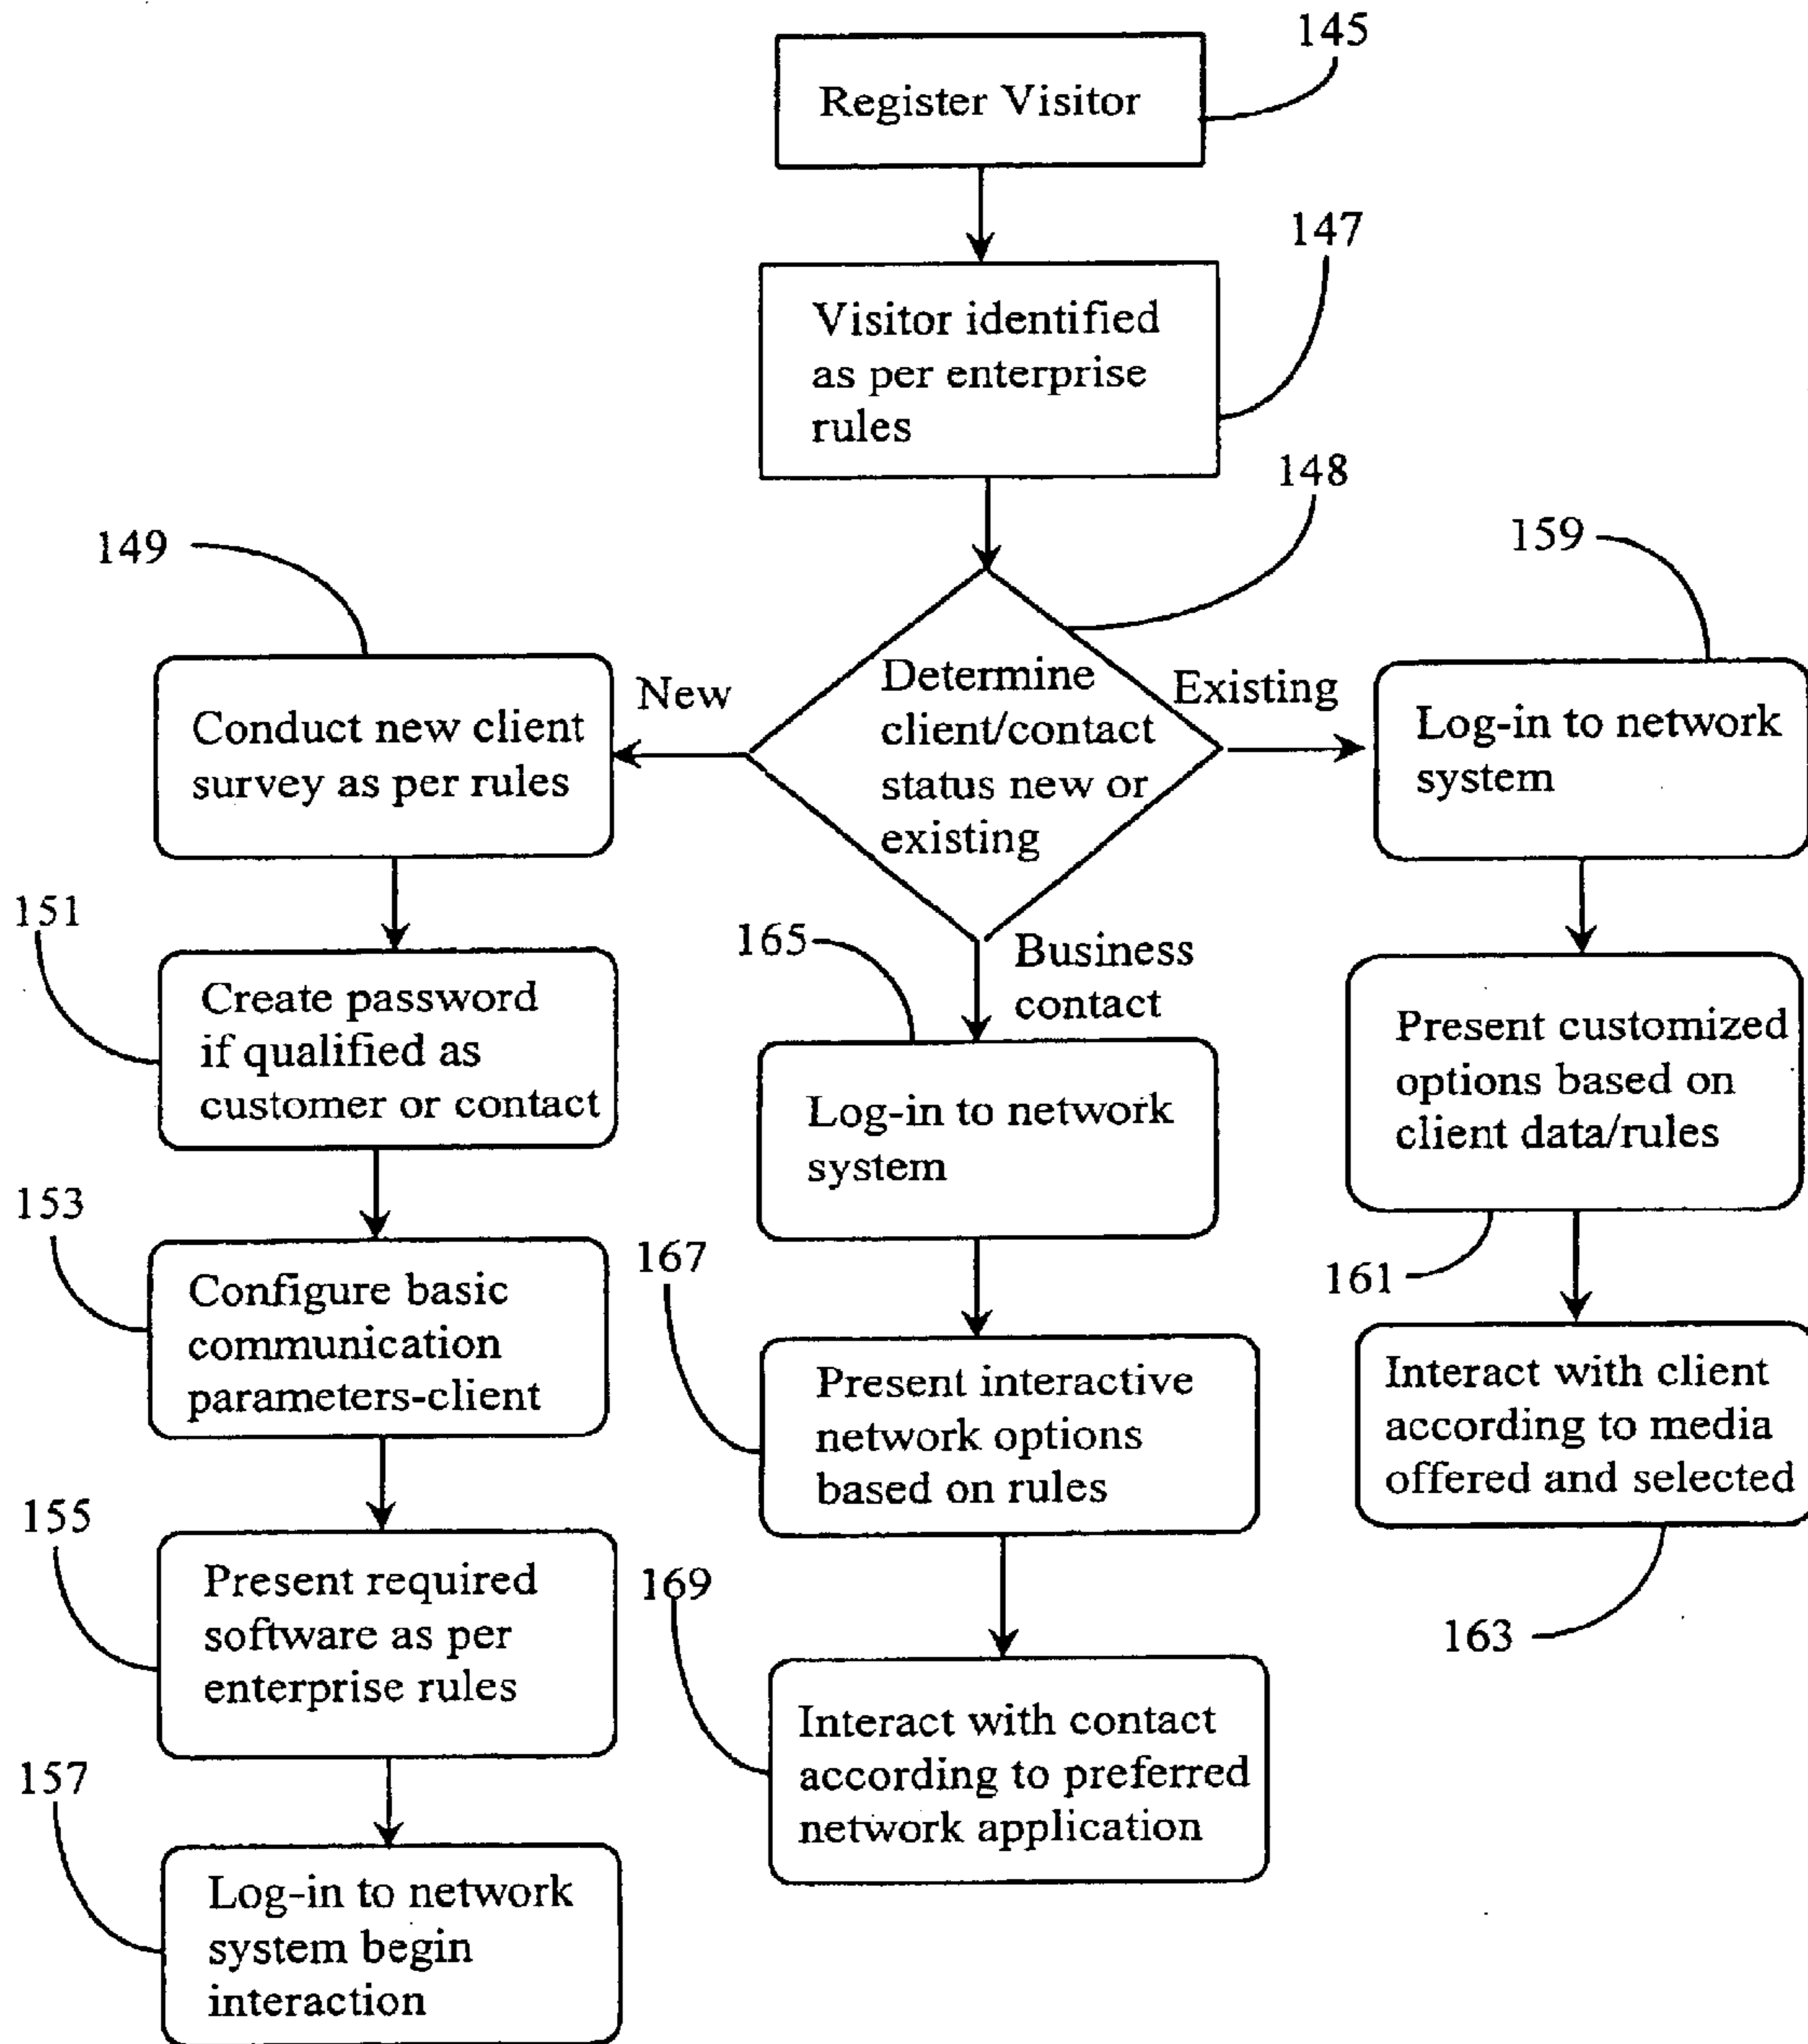 145
Register Visitor
147
Visitor identified
as per enterprise
rules
148
149
159
New
Determine
client/contact
status new or
existing
Existing
Conduct new client
survey as per rules
Log-in to network
system
151
165
Business
contact
Create password
if qualified as
customer or contact
Present customized
options based on
client data/rules
Log-in to network
system
153
167
161
Configure basic
communication
parameters-client
Present interactive
network options
based on rules
Interact with client
according to media
offered and selected
155
169
163
Present required
software as per
enterprise rules
Interact with contact
according to preferred
network application
157
Log-in to network
system begin
interaction